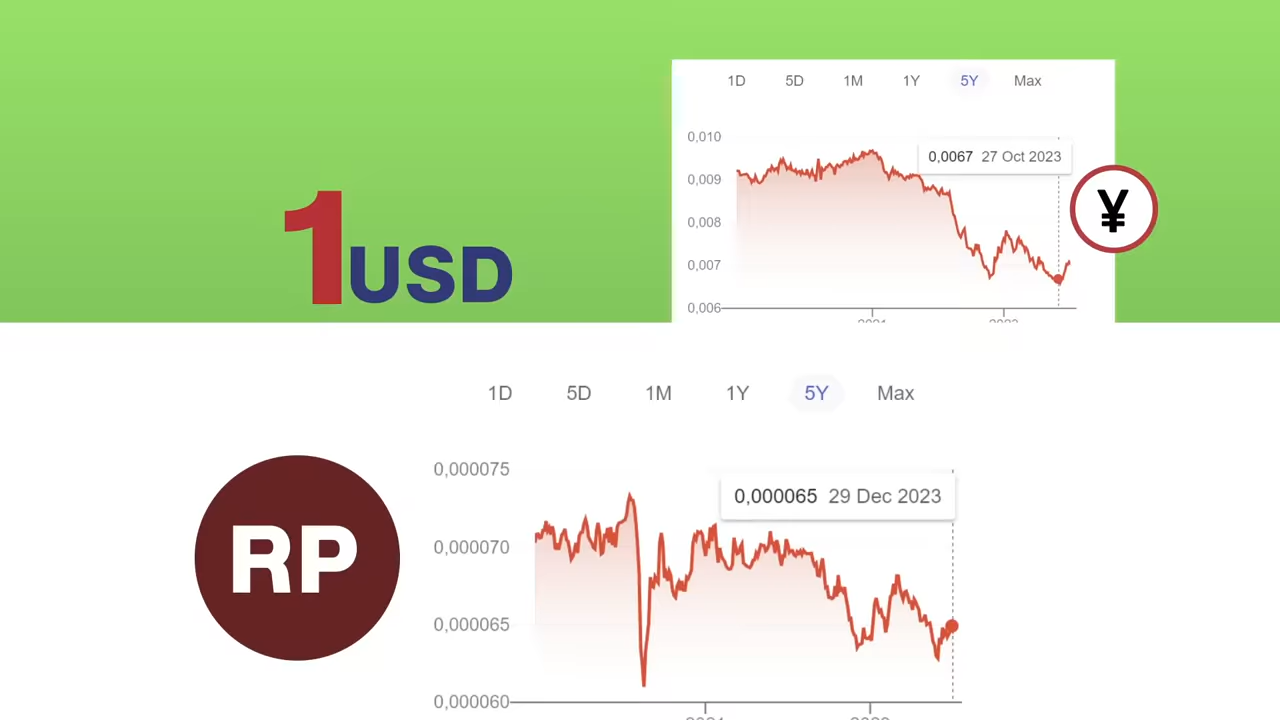 1D 5D 1M 1Y 5Y Max
0,010
0,0067 27 Oct 2023
0,009
¥
0,008
1USD
0,007
0,006
1D 5D 1M 1Y 5Y Max
0,000075
0,000065 29 Dec 2023
0,000070
RP
0,000065
0,000060